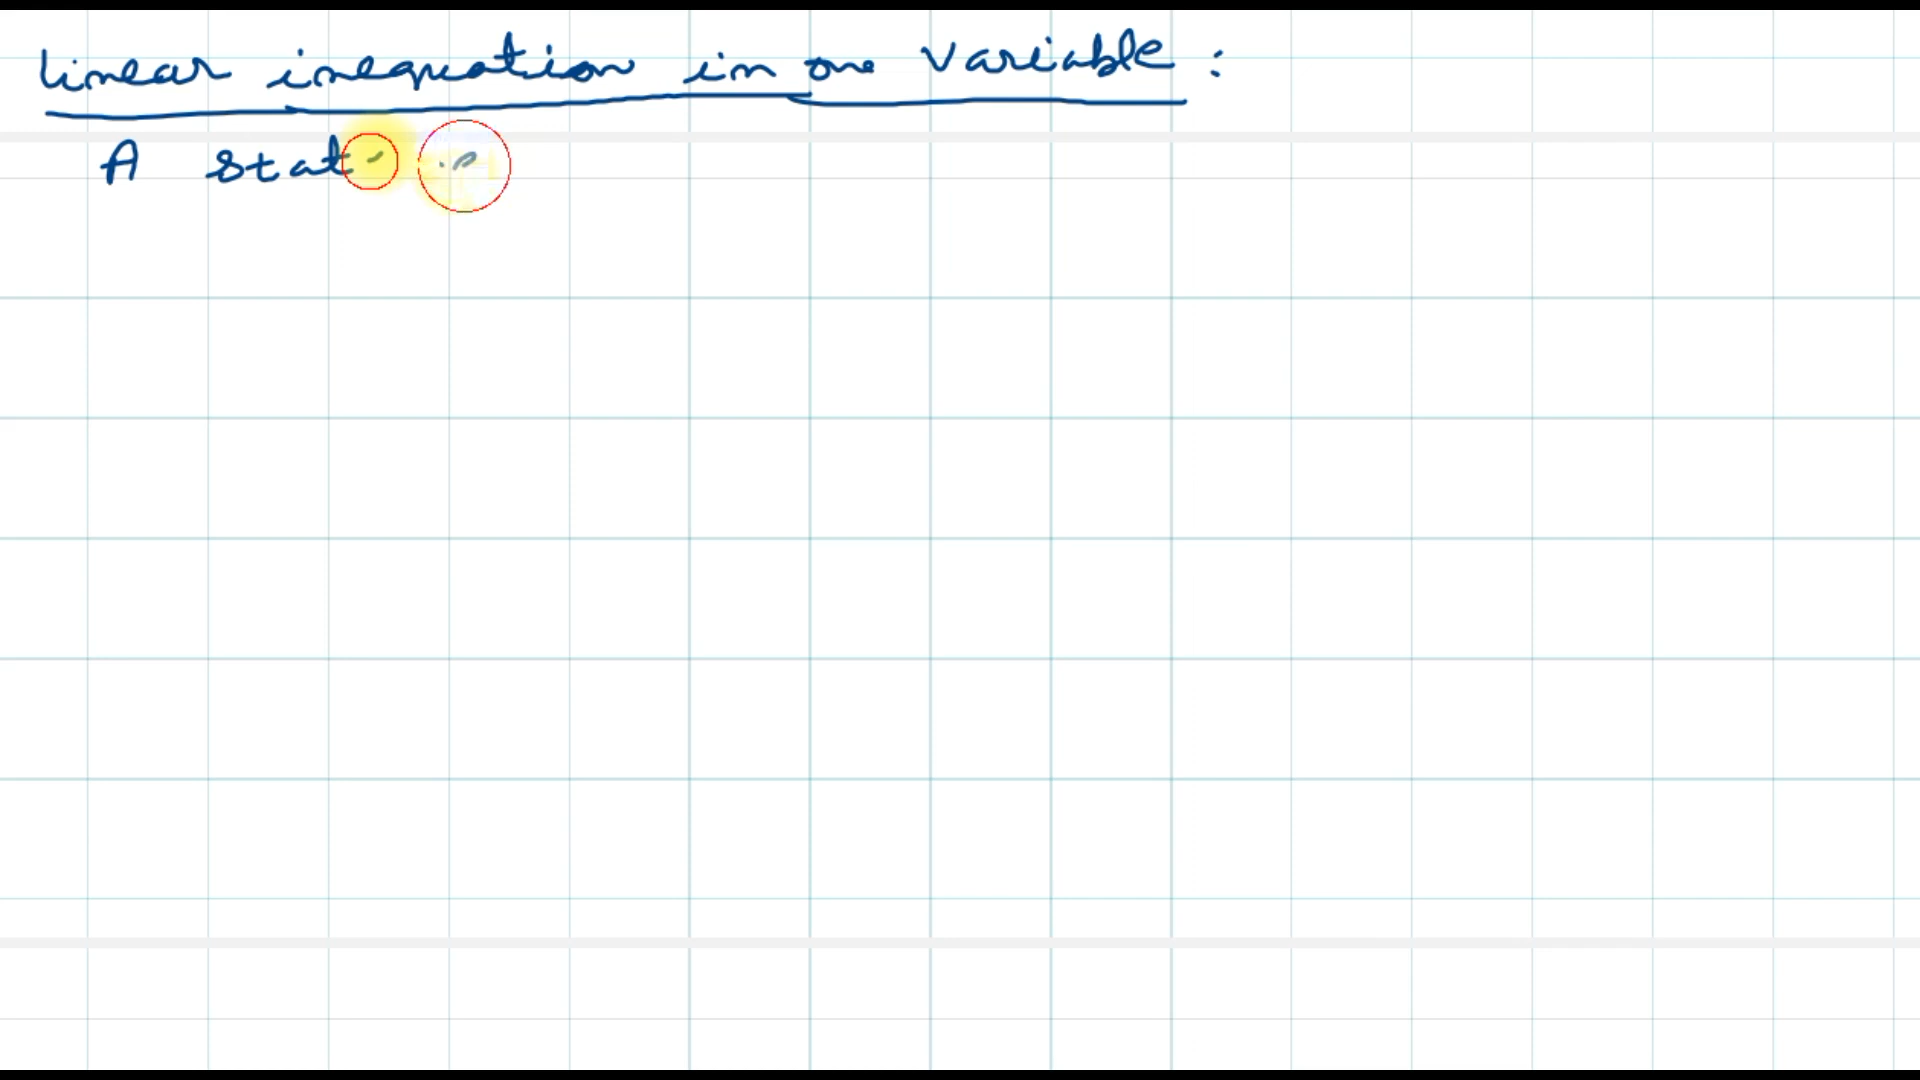 Linear inequation in one variable :
A stat